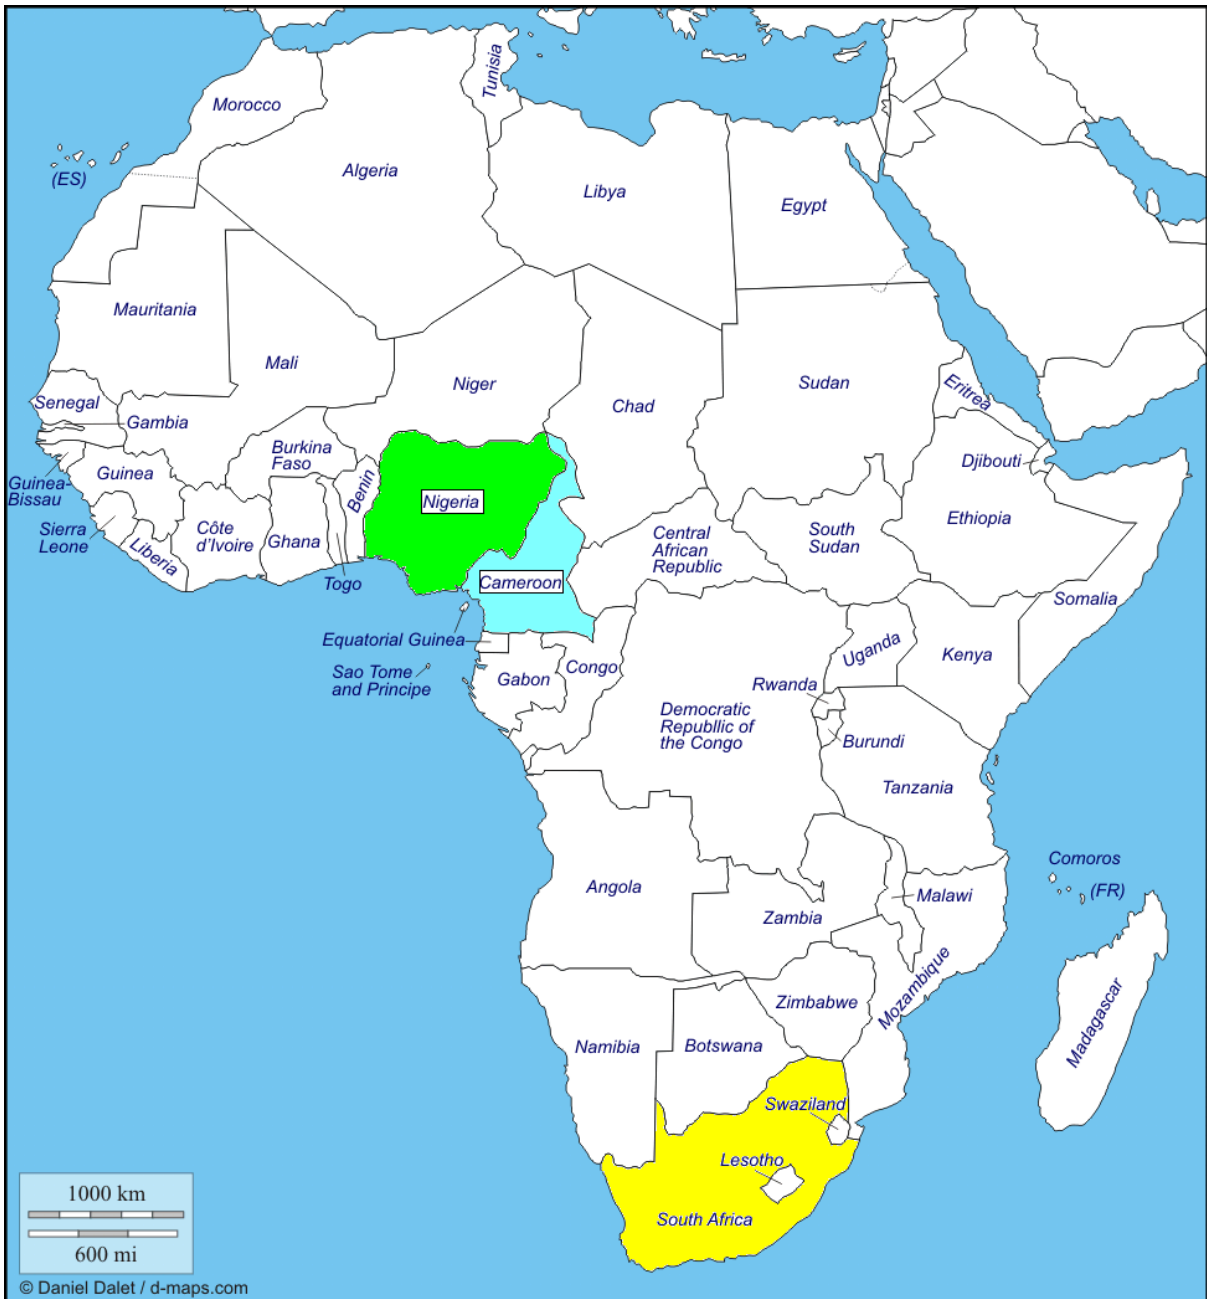 Tunisia
Morocco
Algeria
(ES)
Libya
Egypt
Mauritania
Mali
Niger
Chad
Sudan
Eritrea
Senegal
Gambia
Burkina
Faso
Djibouti
Guinea
Guinea-
Bissau
Benin
Nigeria
Ethiopia
Sierra
Leone
Liberia
Côte
d'Ivoire
Ghana
Togo
Central
African
Republic
South
Sudan
Cameroon
Somalia
Equatorial Guinea
Sao Tome
and Principe
Gabon
Congo
Uganda
Kenya
Rwanda
Democratic
Republlic of
the Congo
Burundi
Tanzania
Comoros
(FR)
Angola
Zambia
Malawi
Mozambique
Zimbabwe
Madagascar
Namibia
Botswana
Swaziland
Lesotho
South Africa
1000 km
600 mi
© Daniel Dalet / d-maps.com